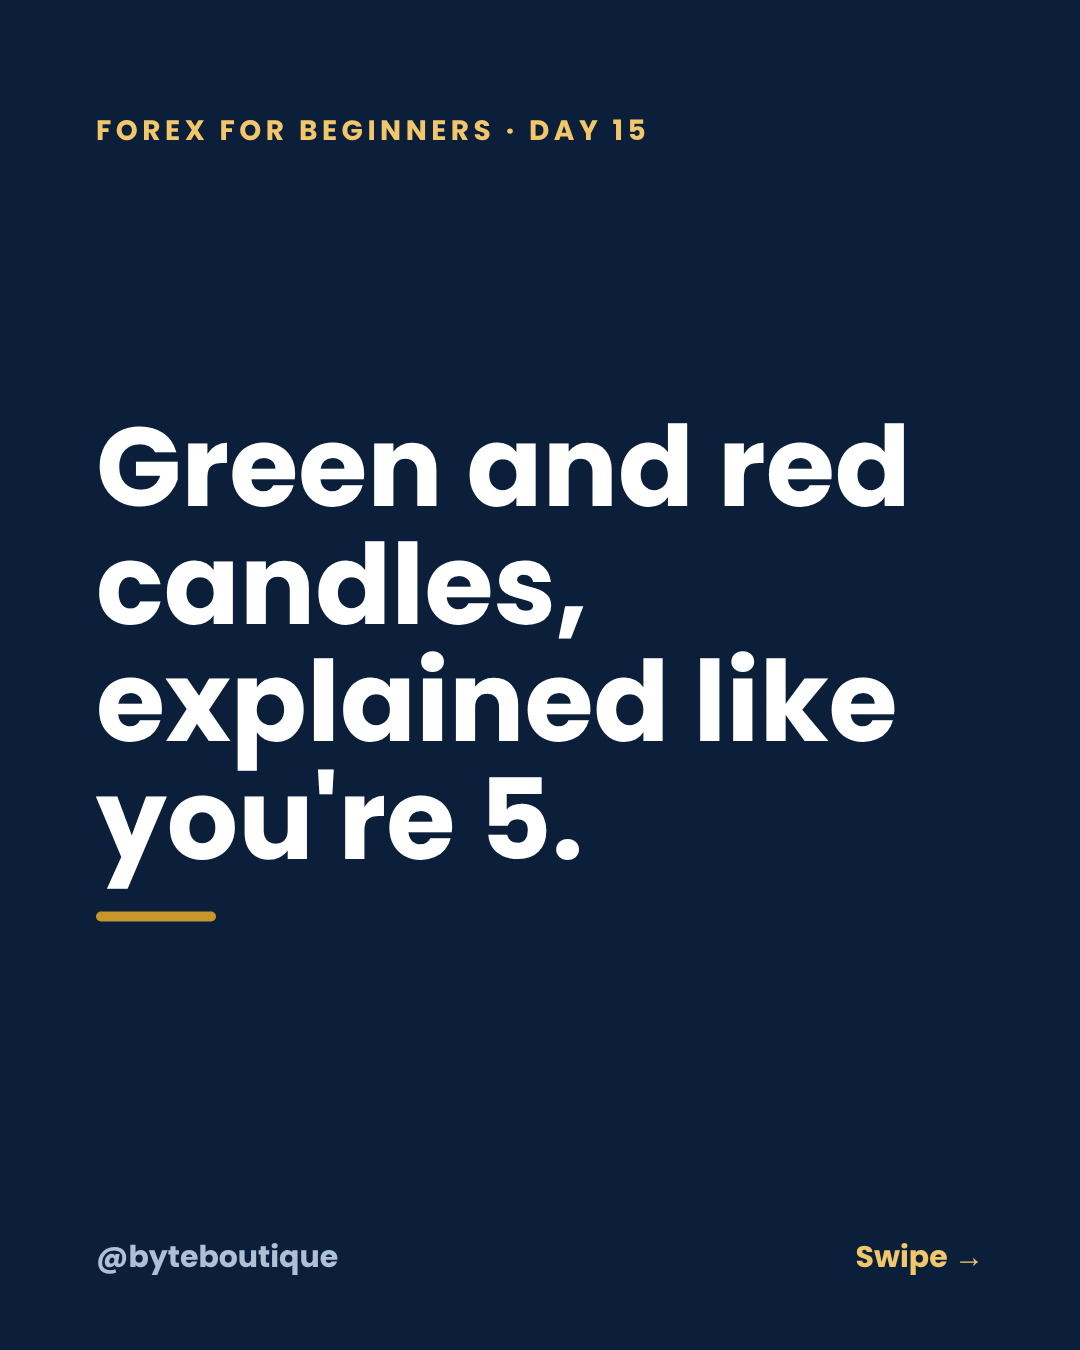 FOREX FOR BEGINNERS · DAY 15
Green and red
candles,
explained like
you're 5.
@byteboutique
Swipe →